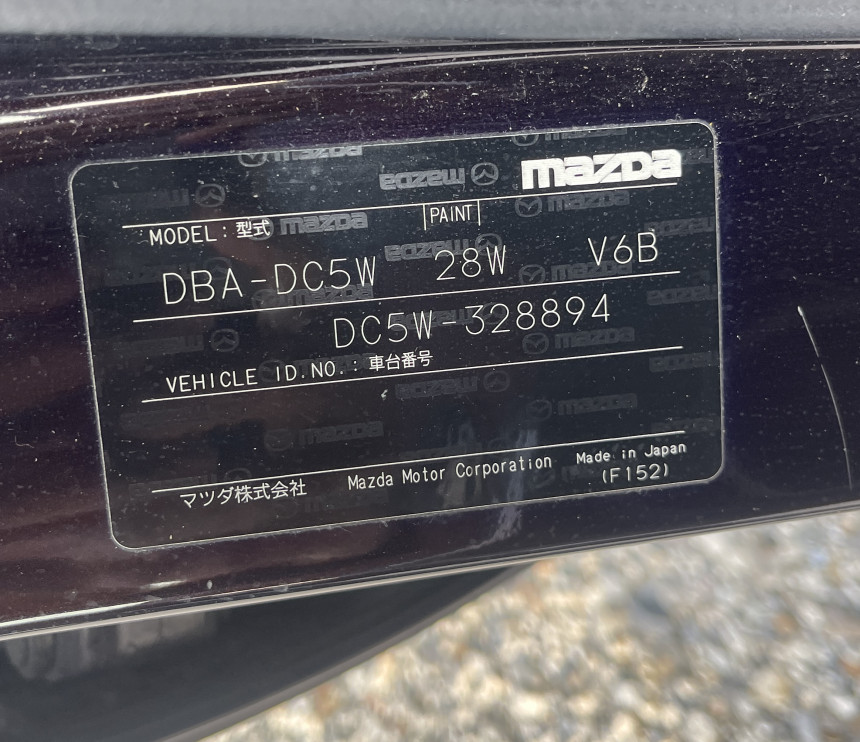 mazda
MODEL : 型式 PAINT
DBA-DC5W 28W V6B
DC5W-328894
VEHICLE ID.NO. : 車台番号
マツダ株式会社 Mazda Motor Corporation Made in Japan
(F152)